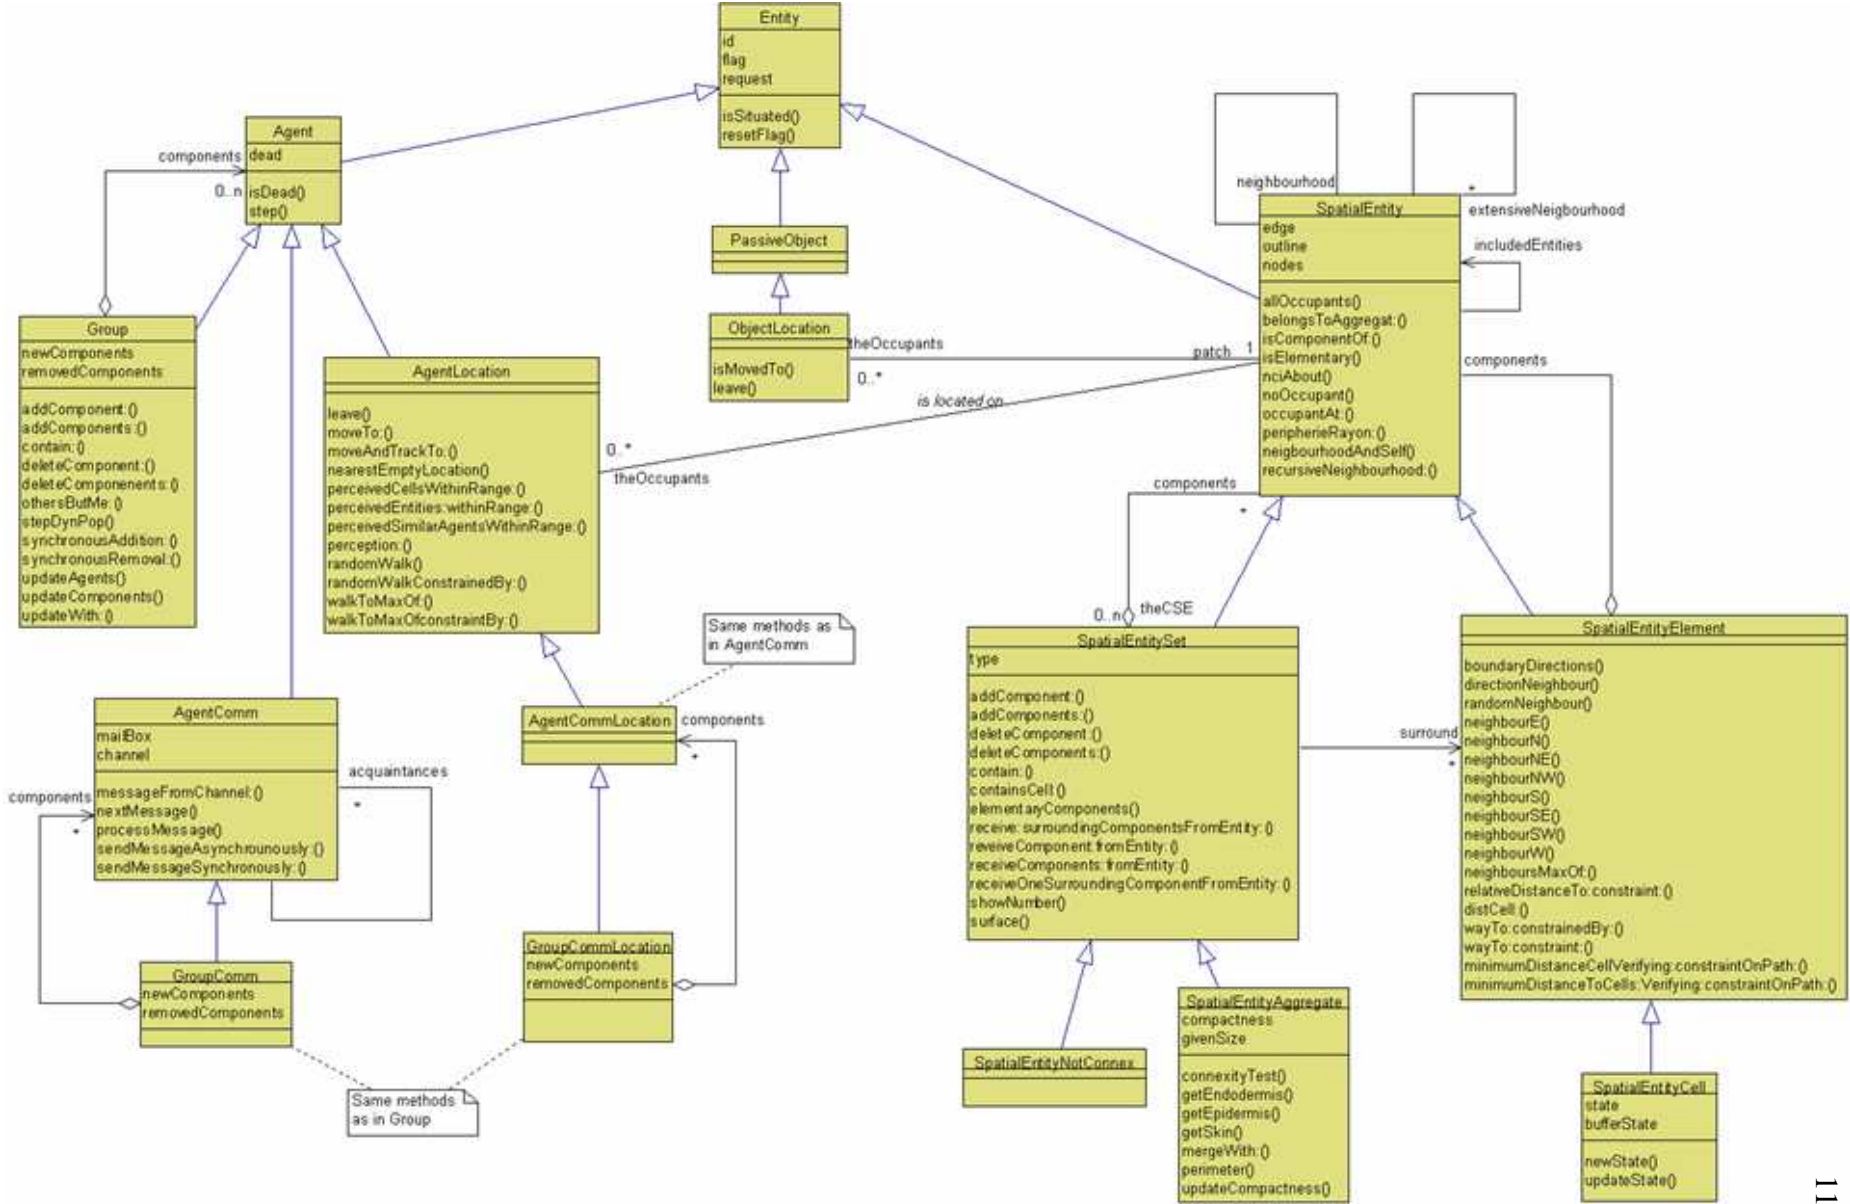 Entity
id
flag
request
isSituated()
resetFlag()
Agent
dead
isDead()
step()
components
0..n
Group
newComponents
removedComponents
addComponent:()
addComponents:()
contain:()
deleteComponent:()
deleteComponenents:()
othersButMe:()
stepDynPop()
synchronousAddition:()
synchronousRemoval:()
updateAgents()
updateComponents()
updateWith:()
PassiveObject
ObjectLocation
isMovedTo()
leave()
theOccupants
0..*
patch
1
is located on
AgentLocation
leave()
moveTo:()
moveAndTrackTo:()
nearestEmptyLocation()
perceivedCellsWithinRange:()
perceivedEntities:withinRange:()
perceivedSimilarAgentsWithinRange:()
perception:()
randomWalk()
randomWalkConstrainedBy:()
walkToMaxOf:()
walkToMaxOfconstraintBy:()
0..*
theOccupants
neighbourhood
*
extensiveNeigbourhood
includedEntities
SpatialEntity
edge
outline
nodes
allOccupants()
belongsToAggregat:()
isComponentOf:()
isElementary()
nciAbout()
noOccupant()
occupantAt:()
peripherieRayon:()
neigbourhoodAndSelf()
recursiveNeighbourhood:()
components
components
*
0..n
theCSE
Same methods as
in AgentComm
AgentComm
mailBox
channel
messageFromChannel:()
nextMessage()
processMessage()
sendMessageAsynchrounously:()
sendMessageSynchronously:()
components
*
acquaintances
*
AgentCommLocation
components
*
GroupComm
newComponents
removedComponents
GroupCommLocation
newComponents
removedComponents
Same methods
as in Group
SpatialEntitySet
type
addComponent:()
addComponents:()
deleteComponent:()
deleteComponents:()
contain:()
containsCell:()
elementaryComponents()
receive:surroundingComponentsFromEntity:()
reveiveComponent:fromEntity:()
receiveComponents:fromEntity:()
receiveOneSurroundingComponentFromEntity:()
showNumber()
surface()
surround
*
SpatialEntityElement
boundaryDirections()
directionNeighbour()
randomNeighbour()
neighbourE()
neighbourN()
neighbourNE()
neighbourNW()
neighbourS()
neighbourSE()
neighbourSW()
neighbourW()
neighboursMaxOf:()
relativeDistanceTo:constraint:()
distCell:()
wayTo:constrainedBy:()
wayTo:constraint:()
minimumDistanceCellVerifying:constraintOnPath:()
minimumDistanceToCells:Verifying:constraintOnPath:()
SpatialEntityNotConnex
SpatialEntityAggregate
compactness
givenSize
connexityTest()
getEndodermis()
getEpidermis()
getSkin()
mergeWith:()
perimeter()
updateCompactness()
SpatialEntityCell
state
bufferState
newState()
updateState()
11